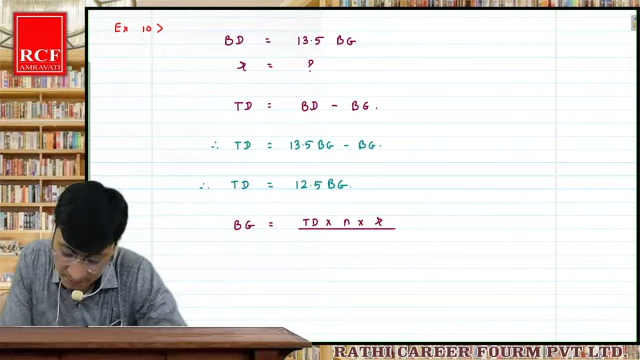 RCF
AMRAVATI
Ex 10>
BD = 13.5 BG
r = ?
TD = BD - BG.
∴ TD = 13.5 BG - BG.
∴ TD = 12.5 BG.
BG = TD x n x r
RATHI CAREER FOURM PVT LTD.